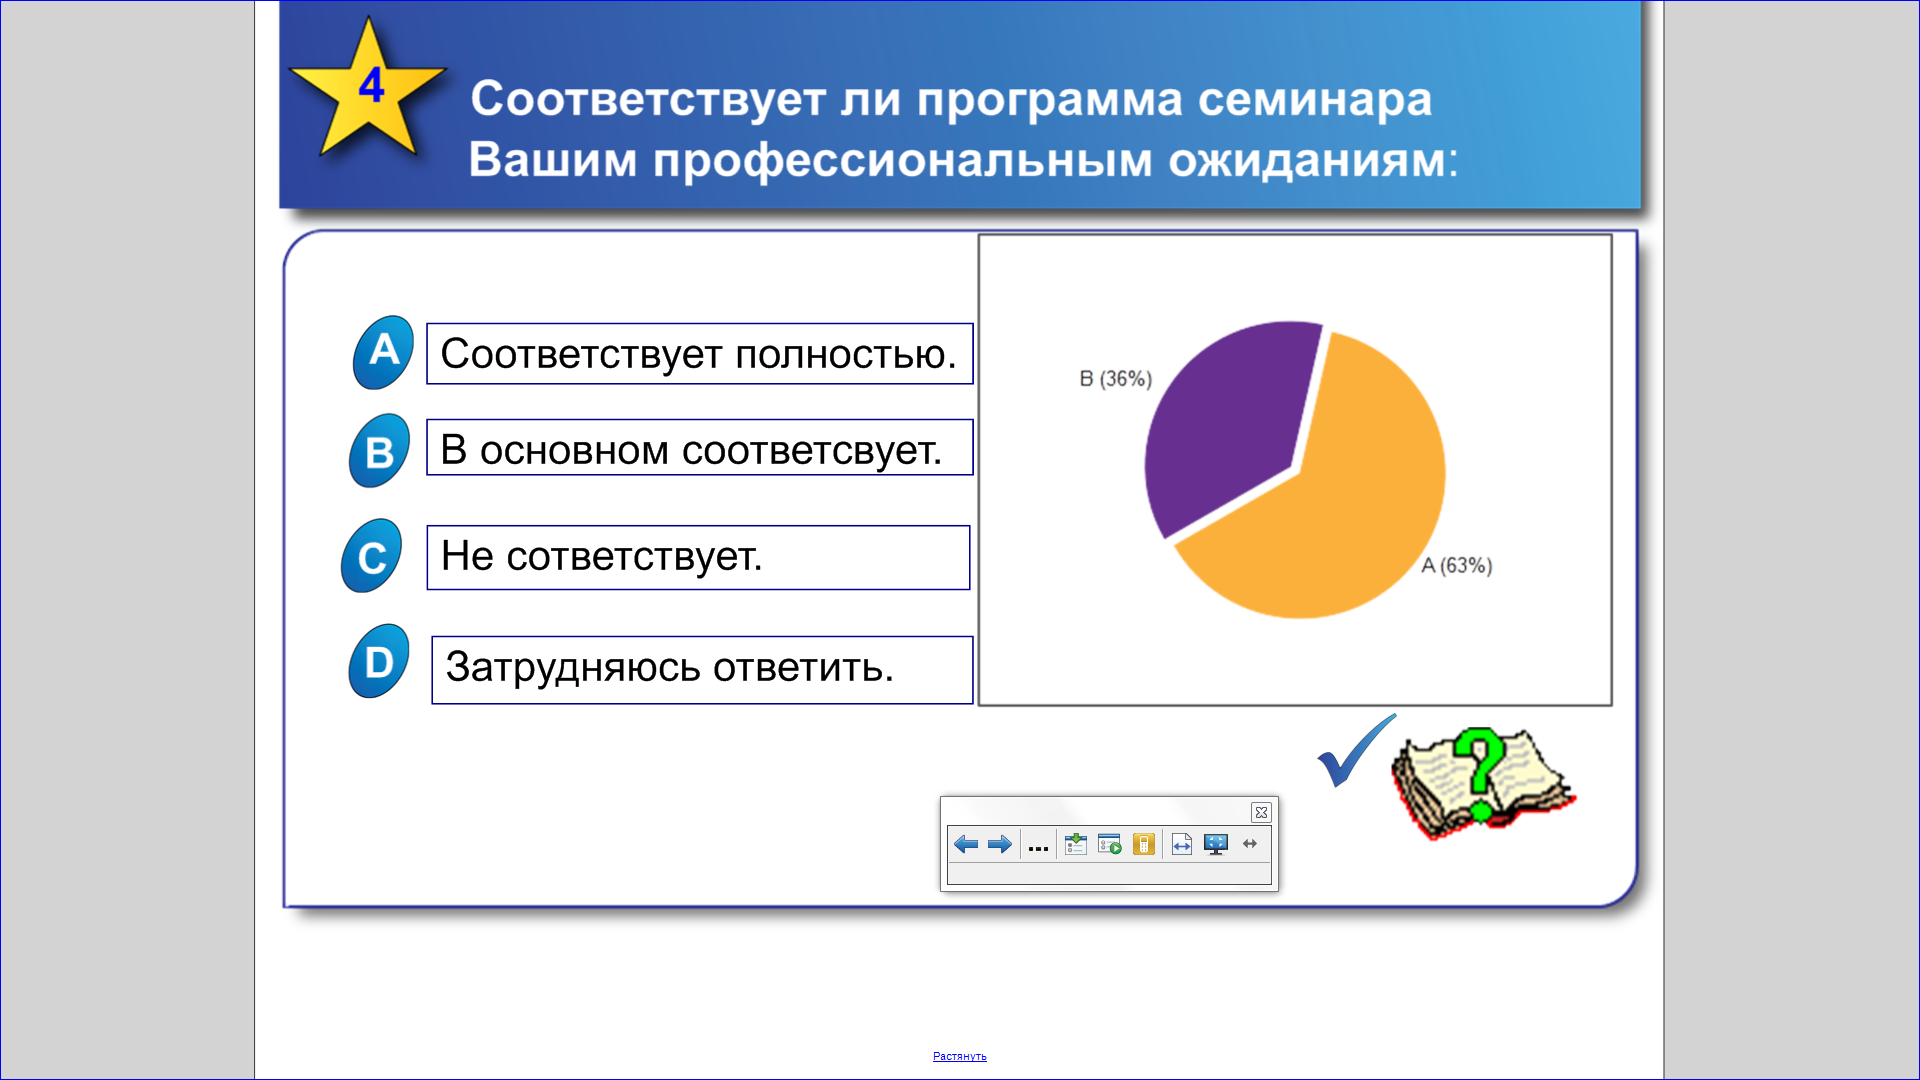 4
Соответствует ли программа семинара
Вашим профессиональным ожиданиям:
A
Соответствует полностью.
B
В основном соответсвует.
C
Не сответствует.
D
Затрудняюсь ответить.
B (36%)
A (63%)
?
...
Растянуть